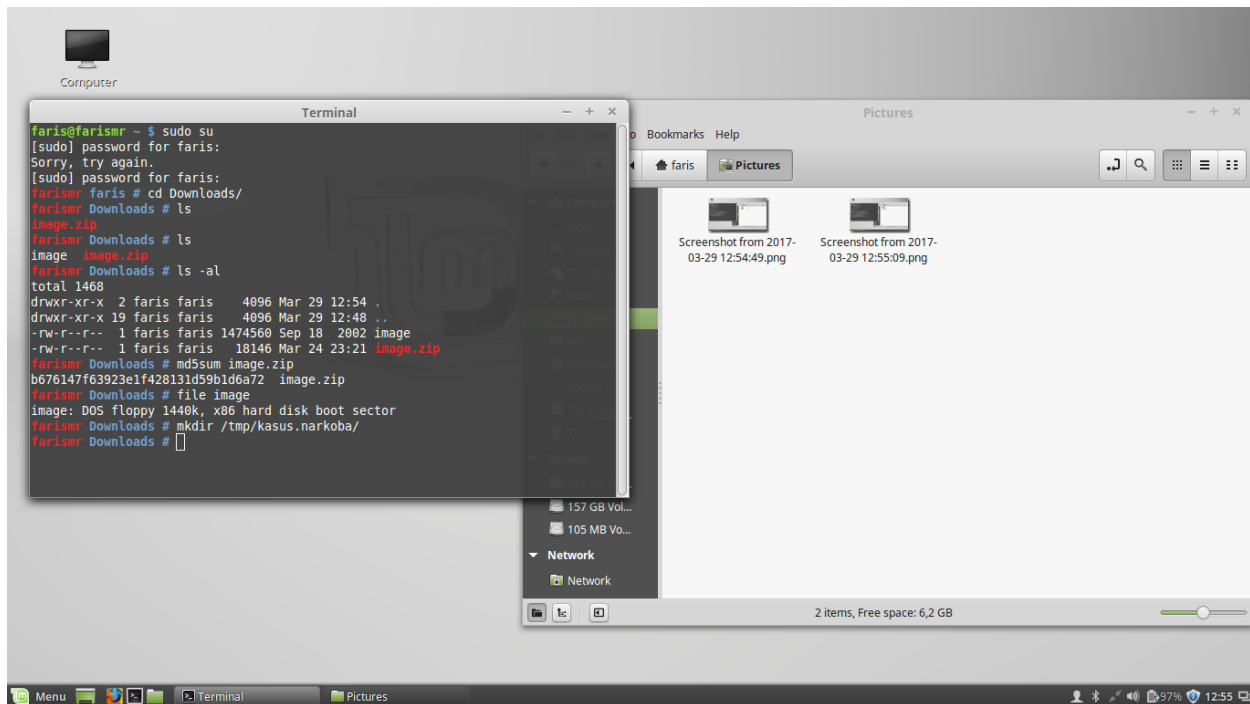 Computer
Terminal
faris@farismr ~ $ sudo su
[sudo] password for faris:
Sorry, try again.
[sudo] password for faris:
farismr faris # cd Downloads/
farismr Downloads # ls
image.zip
farismr Downloads # ls
image  image.zip
farismr Downloads # ls -al
total 1468
drwxr-xr-x  2 faris faris    4096 Mar 29 12:54 .
drwxr-xr-x 19 faris faris    4096 Mar 29 12:48 ..
-rw-r--r--  1 faris faris 1474560 Sep 18  2002 image
-rw-r--r--  1 faris faris   18146 Mar 24 23:21 image.zip
farismr Downloads # md5sum image.zip
b676147f63923e1f428131d59b1d6a72  image.zip
farismr Downloads # file image
image: DOS floppy 1440k, x86 hard disk boot sector
farismr Downloads # mkdir /tmp/kasus.narkoba/
farismr Downloads #
Pictures
File Edit View Bookmarks Help
faris Pictures
My Compute
Screenshot from 2017-
03-29 12:54:49.png
Screenshot from 2017-
03-29 12:55:09.png
Devices
157 GB Vol...
105 MB Vo...
Network
Network
2 items, Free space: 6,2 GB
Menu Terminal Pictures 97% 12:55